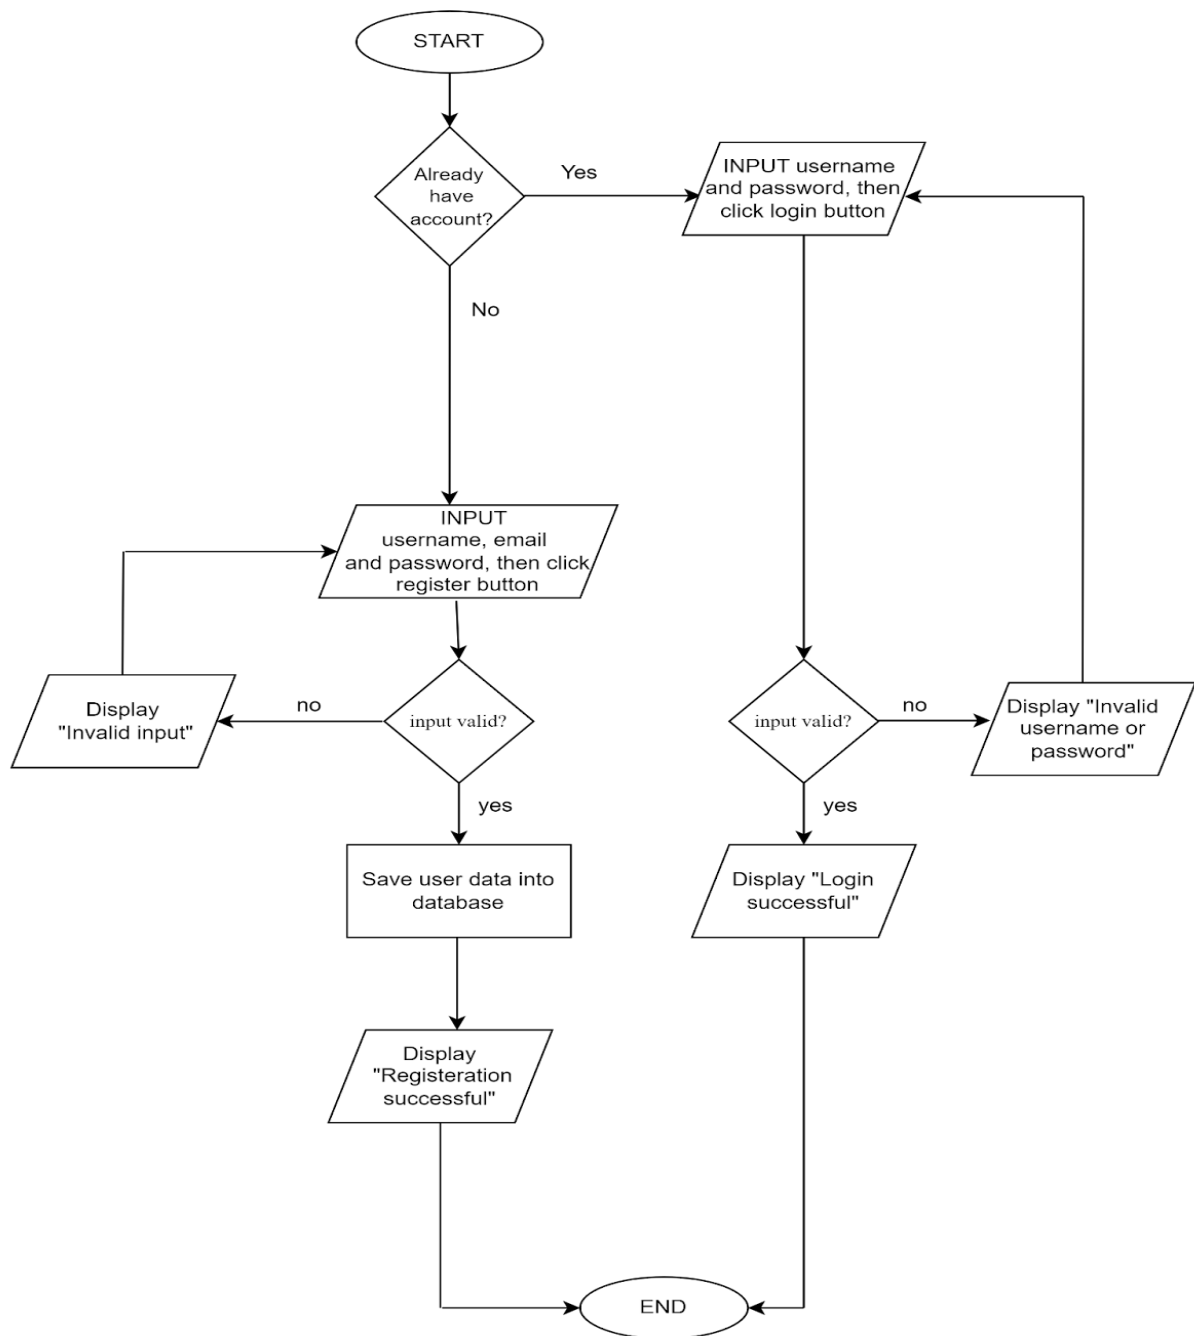 START
Already
have
account?
Yes
INPUT username
and password, then
click login button
No
INPUT
username, email
and password, then click
register button
Display
"Invalid input"
no
input valid?
input valid?
no
Display "Invalid
username or
password"
yes
yes
Save user data into
database
Display "Login
successful"
Display
"Registeration
successful"
END